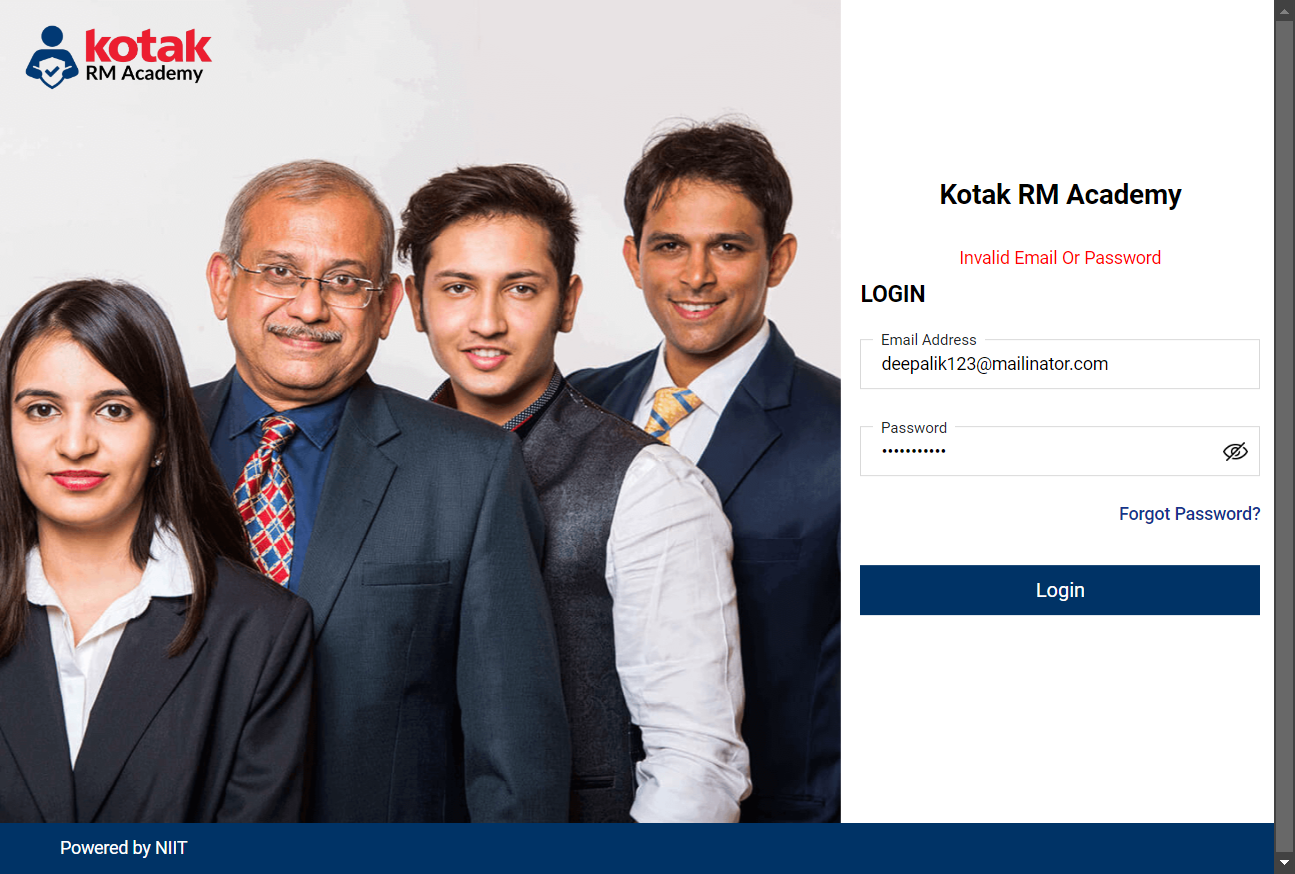 kotak
RM Academy
Kotak RM Academy
Invalid Email Or Password
LOGIN
Email Address
deepalik123@mailinator.com
Password
•••••••••••
Forgot Password?
Login
Powered by NIIT